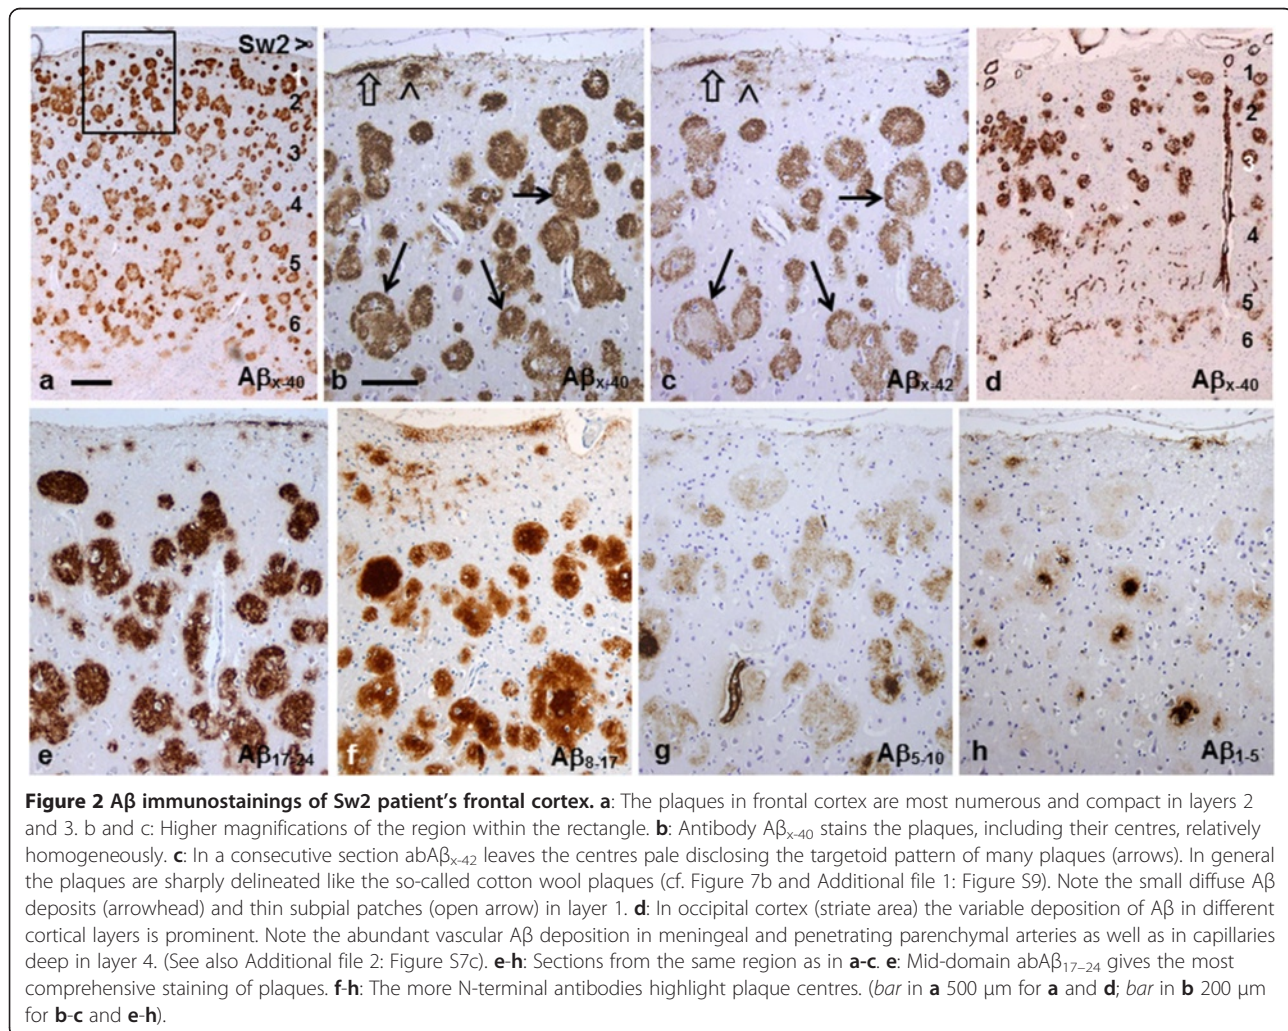 Sw2 >
1
2
3
4
5
6
a
Aβx-40
b
Aβx-40
c
Aβx-42
1
2
3
4
5
6
d
Aβx-40
e
Aβ17-24
f
Aβ8-17
g
Aβ5-10
h
Aβ1-5
Figure 2 Aβ immunostainings of Sw2 patient's frontal cortex. a: The plaques in frontal cortex are most numerous and compact in layers 2
and 3. b and c: Higher magnifications of the region within the rectangle. b: Antibody Aβx-40 stains the plaques, including their centres, relatively
homogeneously. c: In a consecutive section abAβx-42 leaves the centres pale disclosing the targetoid pattern of many plaques (arrows). In general
the plaques are sharply delineated like the so-called cotton wool plaques (cf. Figure 7b and Additional file 1: Figure S9). Note the small diffuse Aβ
deposits (arrowhead) and thin subpial patches (open arrow) in layer 1. d: In occipital cortex (striate area) the variable deposition of Aβ in different
cortical layers is prominent. Note the abundant vascular Aβ deposition in meningeal and penetrating parenchymal arteries as well as in capillaries
deep in layer 4. (See also Additional file 2: Figure S7c). e-h: Sections from the same region as in a-c. e: Mid-domain abAβ17–24 gives the most
comprehensive staining of plaques. f-h: The more N-terminal antibodies highlight plaque centres. (bar in a 500 μm for a and d; bar in b 200 μm
for b-c and e-h).